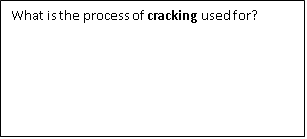 What is the process of cracking used for?